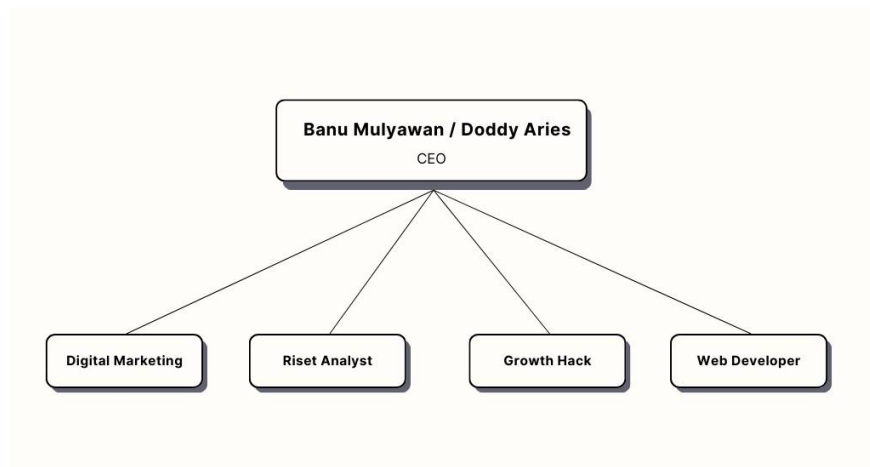 Banu Mulyawan / Doddy Aries
CEO
Digital Marketing
Riset Analyst
Growth Hack
Web Developer